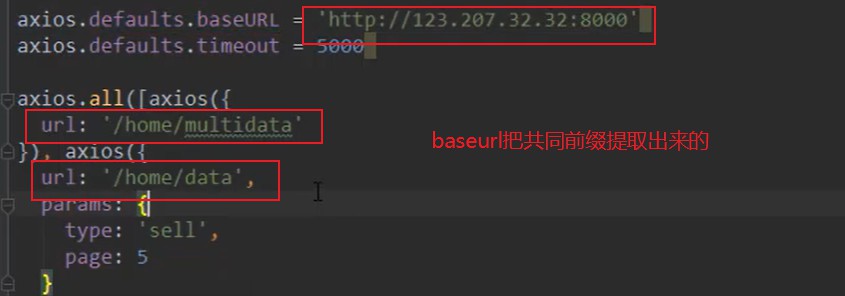 axios.defaults.baseURL = 'http://123.207.32.32:8000'
axios.defaults.timeout = 5000
axios.all([axios({
url: '/home/multidata'
}), axios({
baseurl把共同前缀提取出来的
url: '/home/data',
params: {
type: 'sell',
page: 5
}